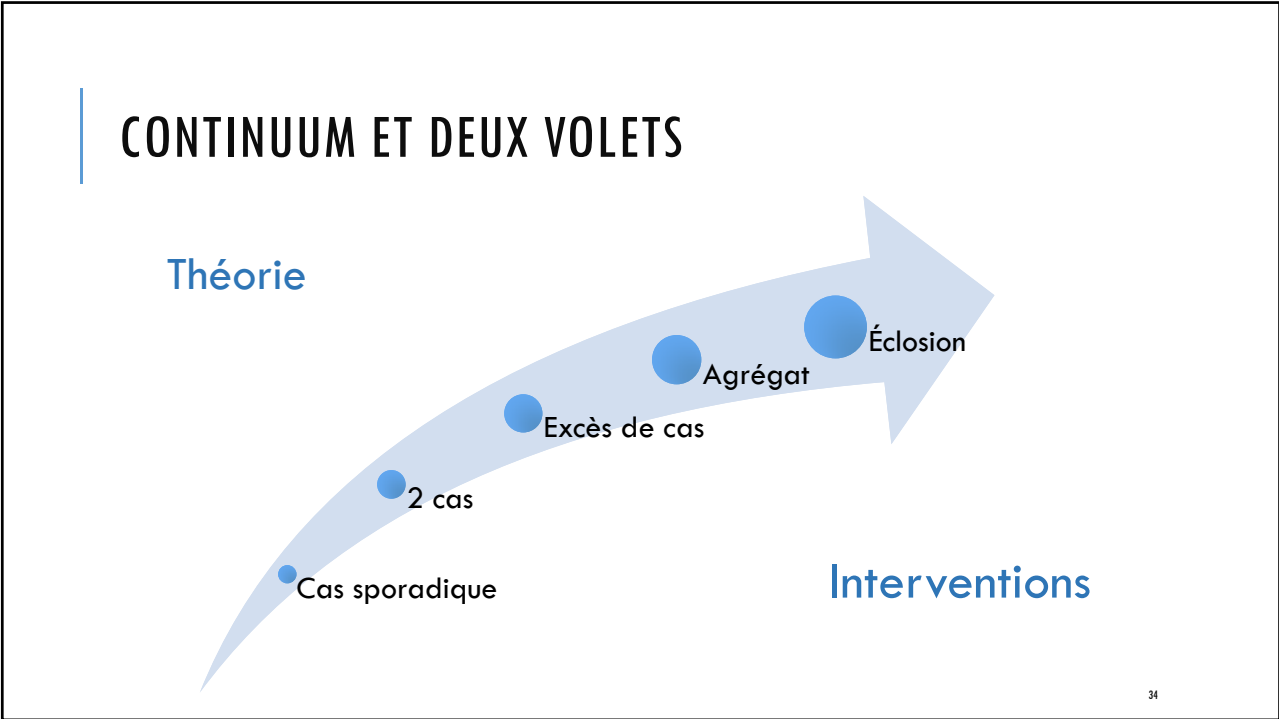 CONTINUUM ET DEUX VOLETS
Théorie
Éclosion
Agrégat
Excès de cas
2 cas
Cas sporadique
Interventions
34